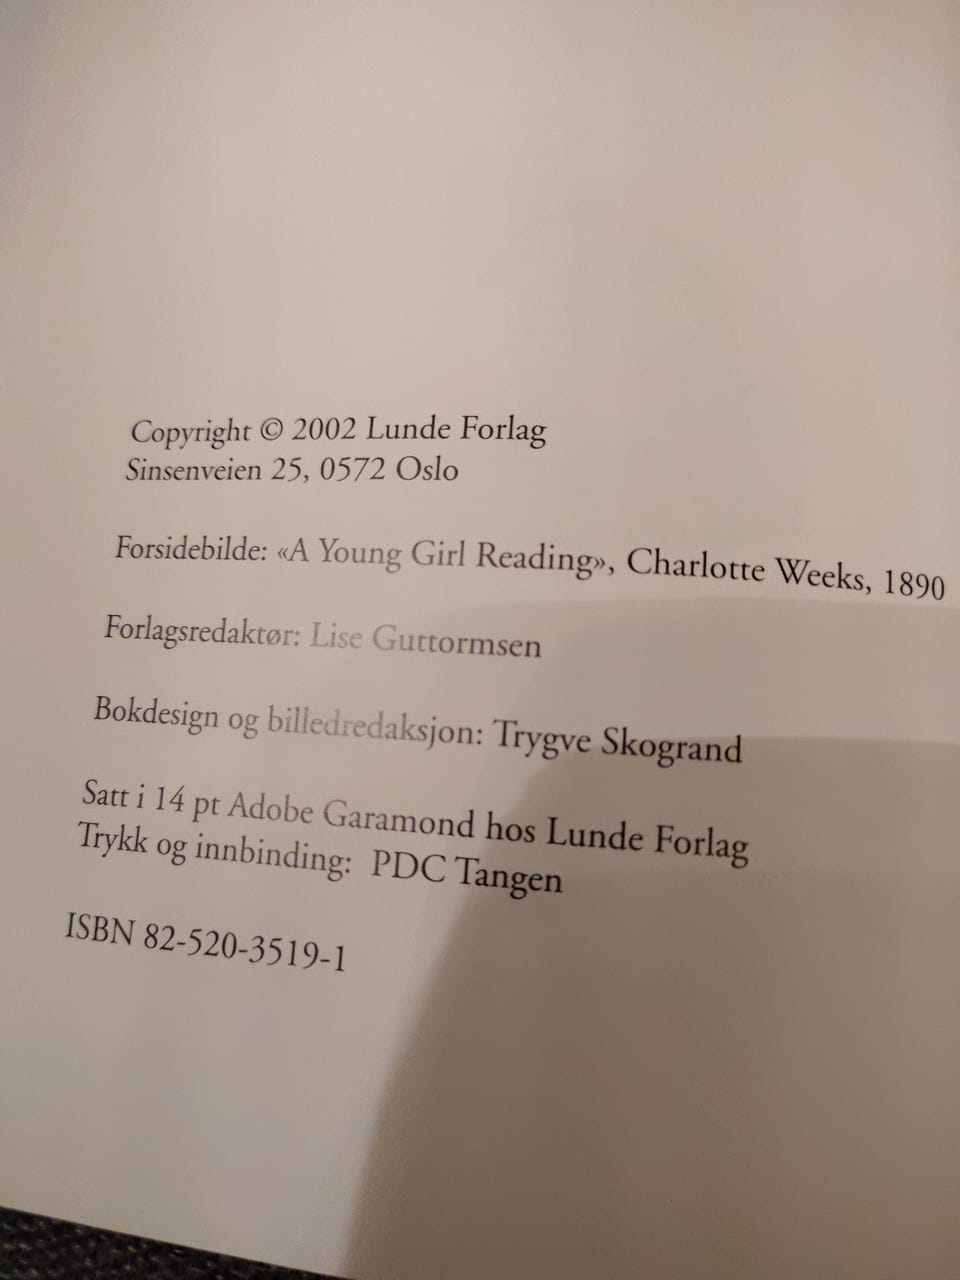 Copyright © 2002 Lunde Forlag
Sinsenveien 25, 0572 Oslo
Forsidebilde: «A Young Girl Reading», Charlotte Weeks, 1890
Forlagsredaktør: Lise Guttormsen
Bokdesign og billedredaksjon: Trygve Skogrand
Satt i 14 pt Adobe Garamond hos Lunde Forlag
Trykk og innbinding: PDC Tangen
ISBN 82-520-3519-1